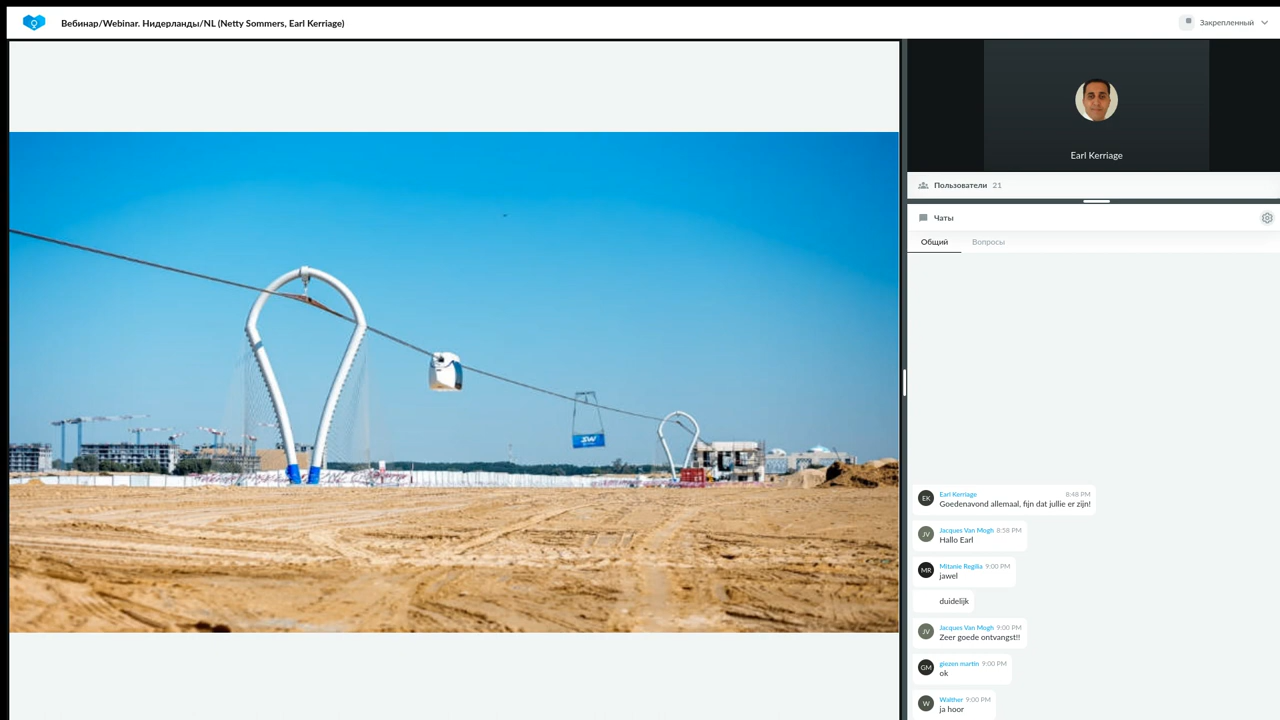 Вебинар/Webinar. Нидерланды/NL (Netty Sommers, Earl Kerriage)
Закрепленный
SW
Earl Kerriage
Пользователи 21
Чаты
Общий Вопросы
EK Earl Kerriage 8:48 PM
Goedenavond allemaal, fijn dat jullie er zijn!
JV Jacques Van Mogh 8:58 PM
Hallo Earl
MR Mitanie Regilia 9:00 PM
jawel
duidelijk
JV Jacques Van Mogh 9:00 PM
Zeer goede ontvangst!!
GM giezen martin 9:00 PM
ok
W Walther 9:00 PM
ja hoor